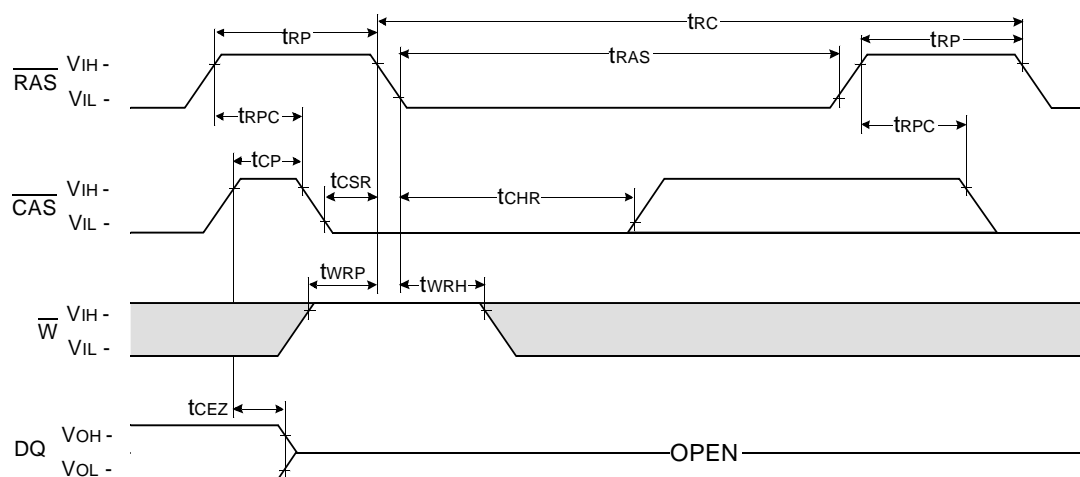 tRC
tRP
tRP
tRAS
RAS
VIH -
VIL -
tRPC
tRPC
tCP
tCSR
tCHR
CAS
VIH -
VIL -
tWRP
tWRH
W
VIH -
VIL -
tCEZ
DQ
VOH -
VOL -
OPEN